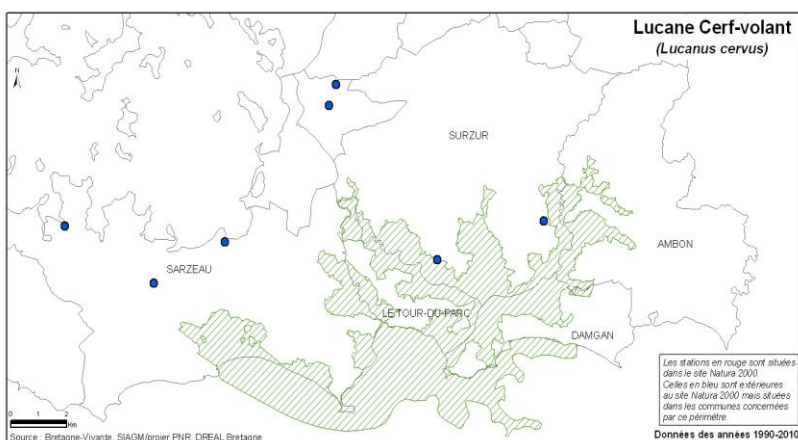 Lucane Cerf-volant
(Lucanus cervus)
N
SURZUR
AMBON
SARZEAU
LE TOUR-DU-PARC
DAMGAN
Les stations en rouge sont situées
dans le site Natura 2000.
Celles en bleu sont extérieures
au site Natura 2000 mais situées
dans les communes concernées
par ce périmètre.
0 1 2
Km
Source : Bretagne-Vivante, SIAGM/projet PNR, DREAL Bretagne
Données des années 1990-2010